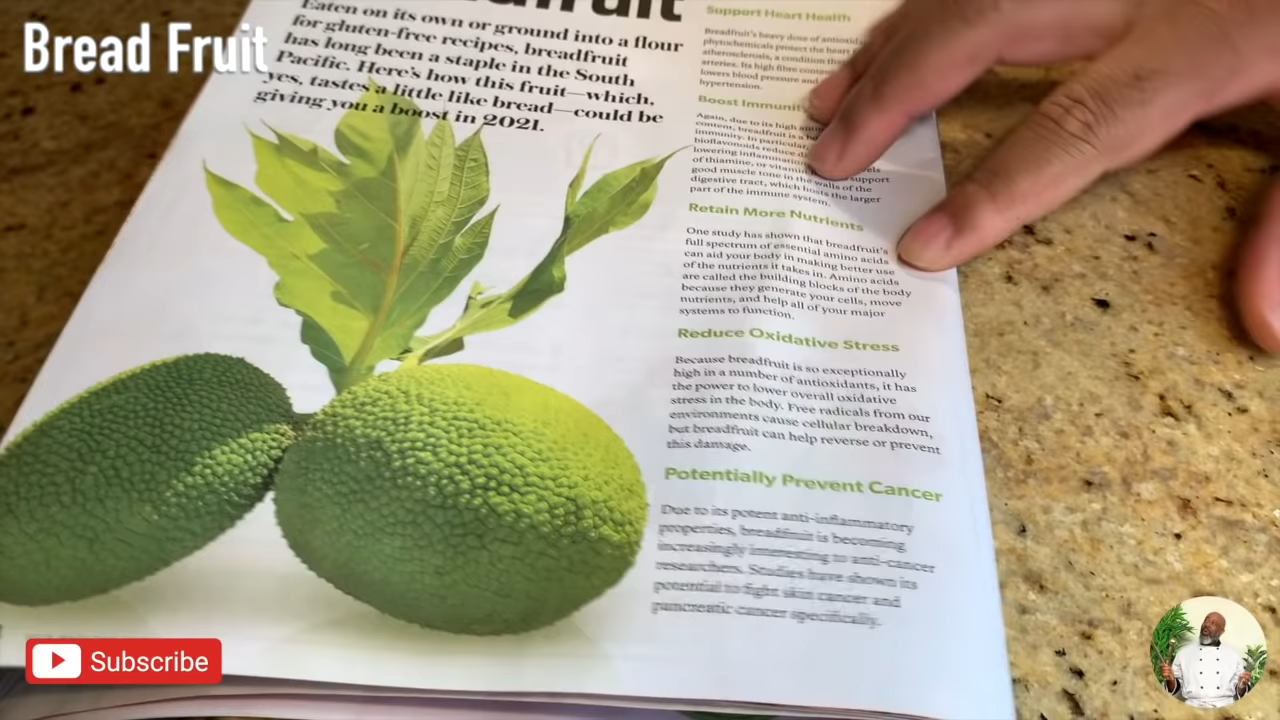 Bread Fruit
Eaten on its own or ground into a flour
for gluten-free recipes, breadfruit
has long been a staple in the South
Pacific. Here's how this fruit—which,
yes, tastes a little like bread—could be
giving you a boost in 2021.
Support Heart Health
Breadfruit's heavy dose of
phytochemicals protect the heart
atherosclerosis, a condition
arteries. Its high fibre
lowers blood pressure and
hypertension.
Boost
Again, due to its high
content, breadfruit is a
immunity. In particular,
bioflavonoids reduce
lowering inflammation.
of thiamine, or support
good muscle tone in the walls of the
digestive tract, which hosts the larger
part of the immune system.
Retain More Nutrients
One study has shown that breadfruit's
full spectrum of essential amino acids
can aid your body in making better use
of the nutrients it takes in. Amino acids
are called the building blocks of the body
because they generate your cells, move
nutrients, and help all of your major
systems to function.
Reduce Oxidative Stress
Because breadfruit is so exceptionally
high in a number of antioxidants, it has
the power to lower overall oxidative
stress in the body. Free radicals from our
environments cause cellular breakdown,
but breadfruit can help reverse or prevent
this damage.
Potentially Prevent Cancer
Due to its potent anti-inflammatory
properties, breadfruit is becoming
increasingly interesting to anti-cancer
researchers. Studies have shown its
potential to fight skin cancer and
pancreatic cancer specifically.
Subscribe